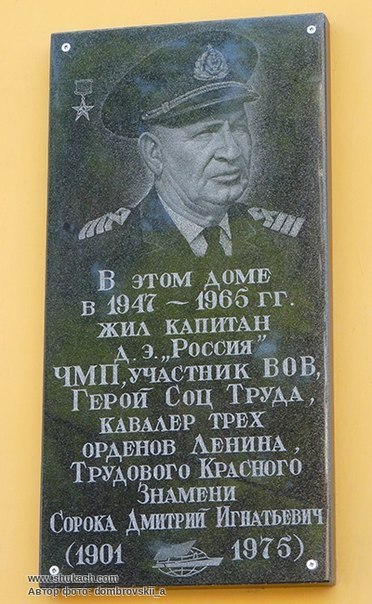 В этом доме
в 1947 – 1965 гг.
жил капитан
д.э. „Россия"
ЧМП, участник ВОВ,
Герой Соц Труда,
кавалер трех
орденов Ленина,
Трудового Красного
Знамени
Сорока Дмитрий Игнатьевич
(1901 1975)
www.shukach.com
Автор фото: dombrovskii_a